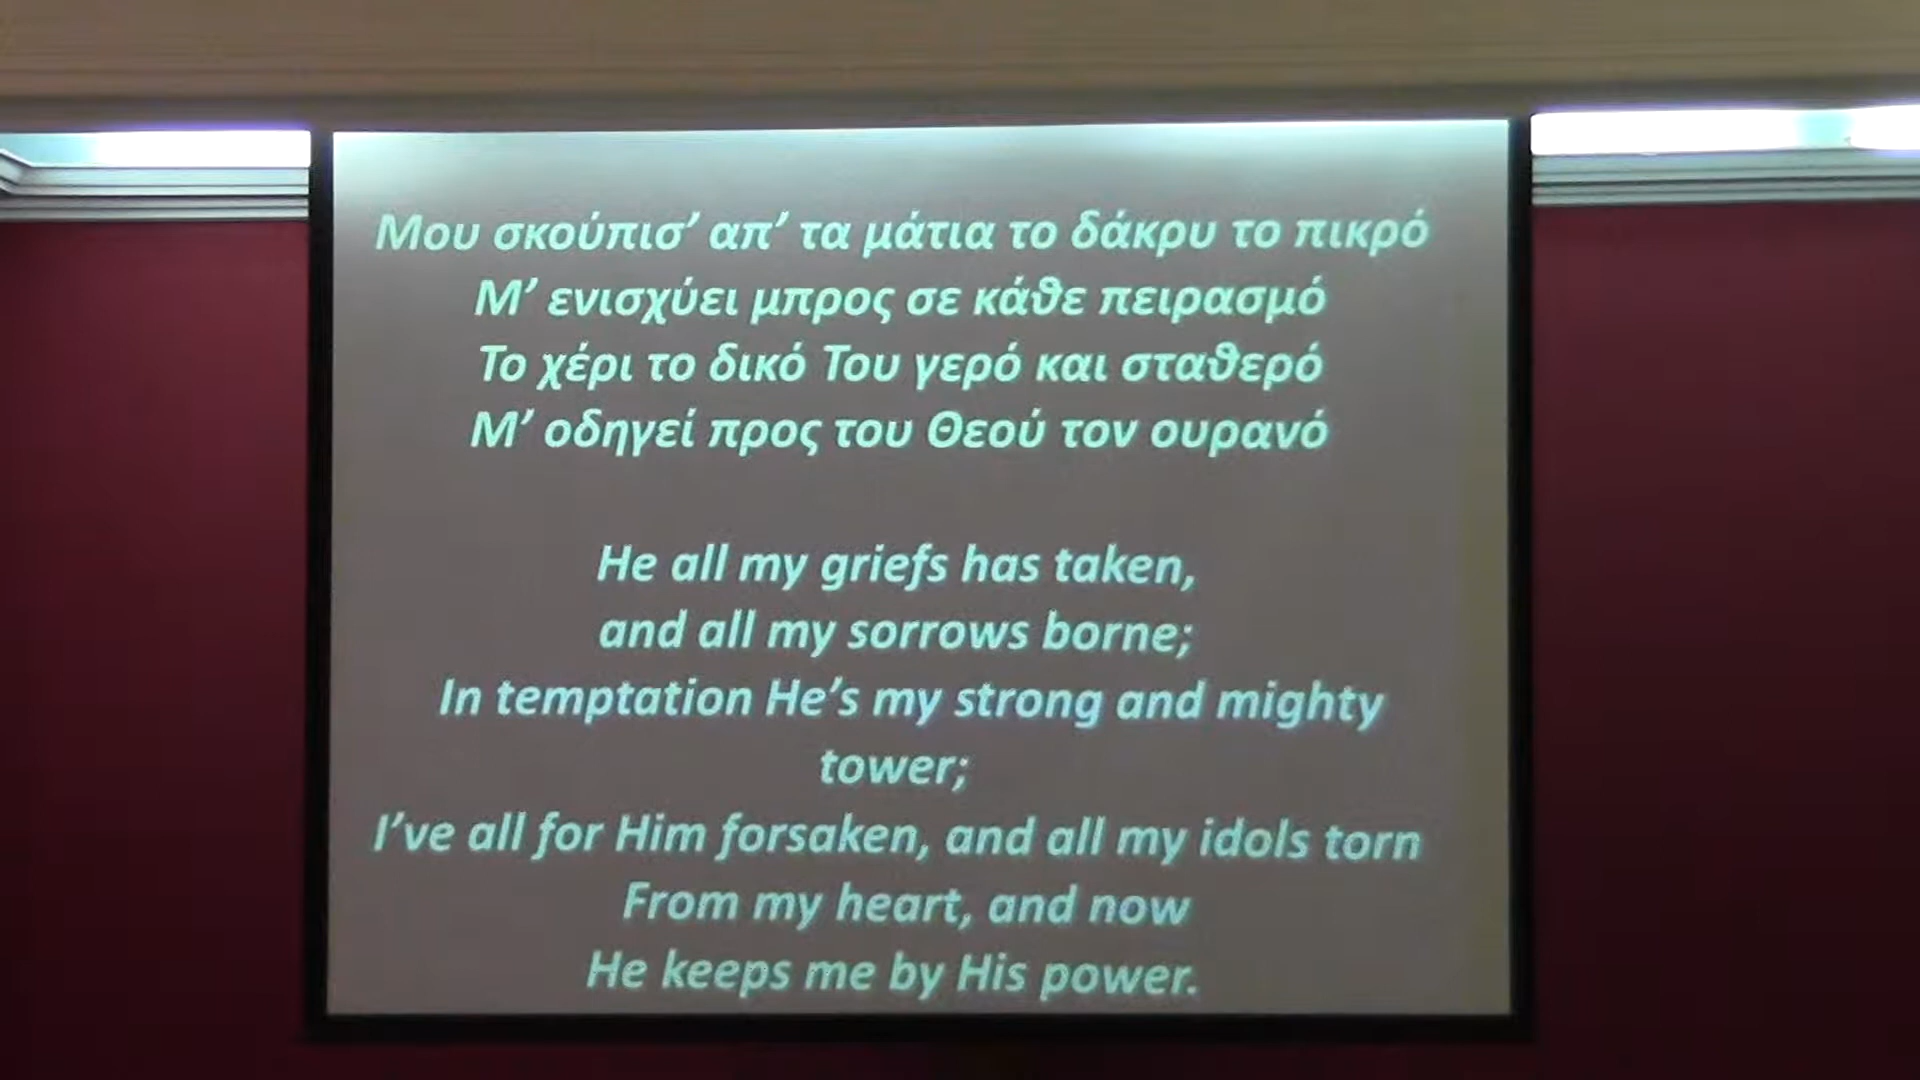 Μου σκούπισ’ απ’ τα μάτια το δάκρυ το πικρό
Μ’ ενισχύει μπρος σε κάθε πειρασμό
Το χέρι το δικό Του γερό και σταθερό
Μ’ οδηγεί προς του Θεού τον ουρανό
He all my griefs has taken,
and all my sorrows borne;
In temptation He’s my strong and mighty
tower;
I’ve all for Him forsaken, and all my idols torn
From my heart, and now
He keeps me by His power.